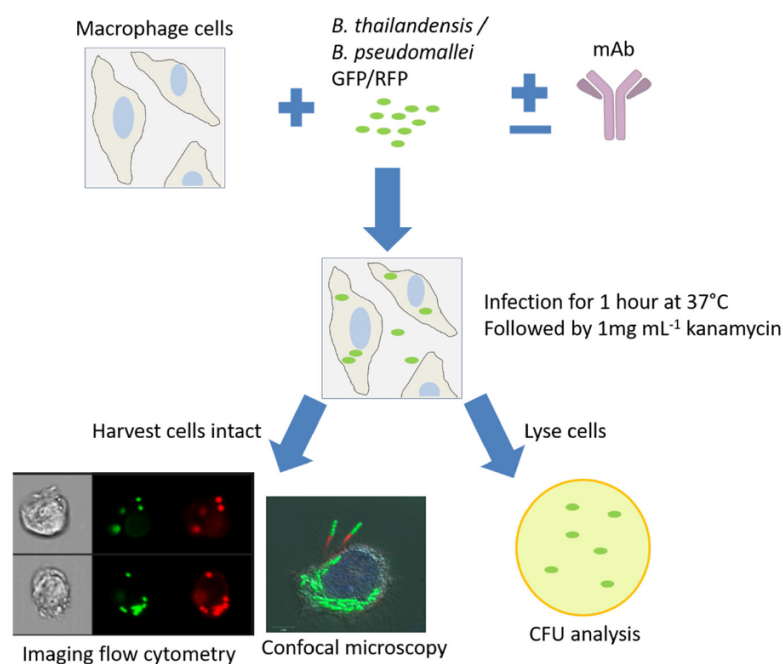 Macrophage cells
B. thailandensis /
B. pseudomallei
GFP/RFP
mAb
Infection for 1 hour at 37°C
Followed by 1mg mL⁻¹ kanamycin
Harvest cells intact
Lyse cells
Imaging flow cytometry
Confocal microscopy
CFU analysis